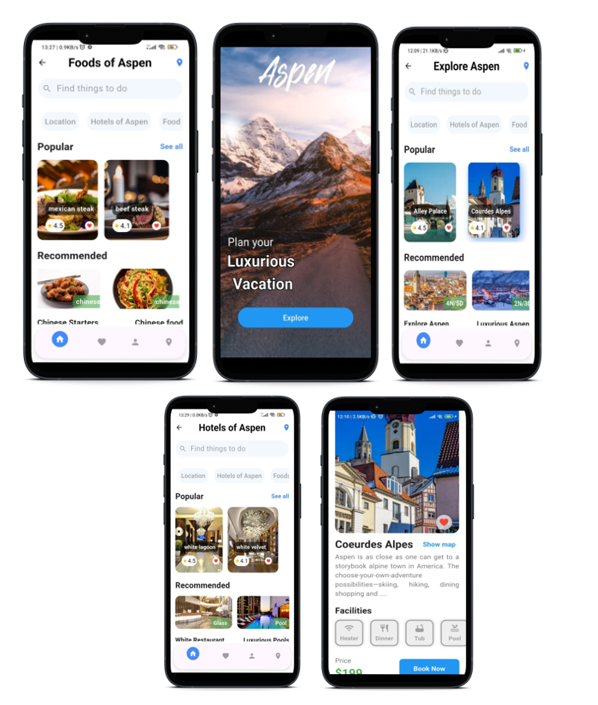 13:27 | 0.9KB/s
Foods of Aspen
Find things to do
Location
Hotels of Aspen
Food
Popular
See all
mexican steak
4.5
beef steak
4.1
Recommended
chinese
chinese
Chinese Starters
Chinese food
Aspen
Plan your
Luxurious
Vacation
Explore
12:09 | 21.1KB/s
Explore Aspen
Find things to do
Location
Hotels of Aspen
Food
Popular
See all
Alley Palace
4.5
Courdes Alpes
4.1
Recommended
4N/5D
2N/3D
Explore Aspen
Luxurious Aspen
13:29 | 0.0KB/s
Hotels of Aspen
Find things to do
Location
Hotels of Aspen
Foods
Popular
See all
white lagoon
4.5
white velvet
4.1
Recommended
Glass
Pool
White Restaurant
Luxurious Pools
Coeurdes Alpes
Show map
Aspen is as close as one can get to a
storybook alpine town in America. The
choose-your-own-adventure
possibilities—skiing, hiking, dining
shopping and ....
Facilities
Heater
Dinner
Tub
Pool
Price
$199
Book Now